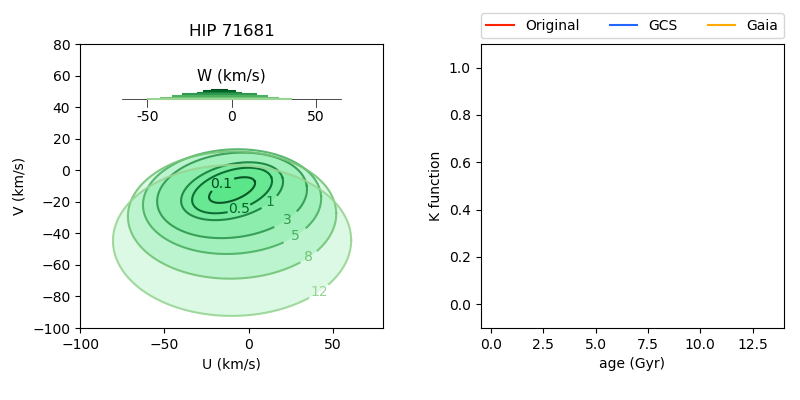 HIP 71681
Original GCS Gaia
80
60
40
20
0
−20
−40
−60
−80
−100
V (km/s)
W (km/s)
-50 0 50
0.1
0.5
1
3
5
8
12
−100 −50 0 50
U (km/s)
1.0
0.8
0.6
0.4
0.2
0.0
K function
0.0 2.5 5.0 7.5 10.0 12.5
age (Gyr)